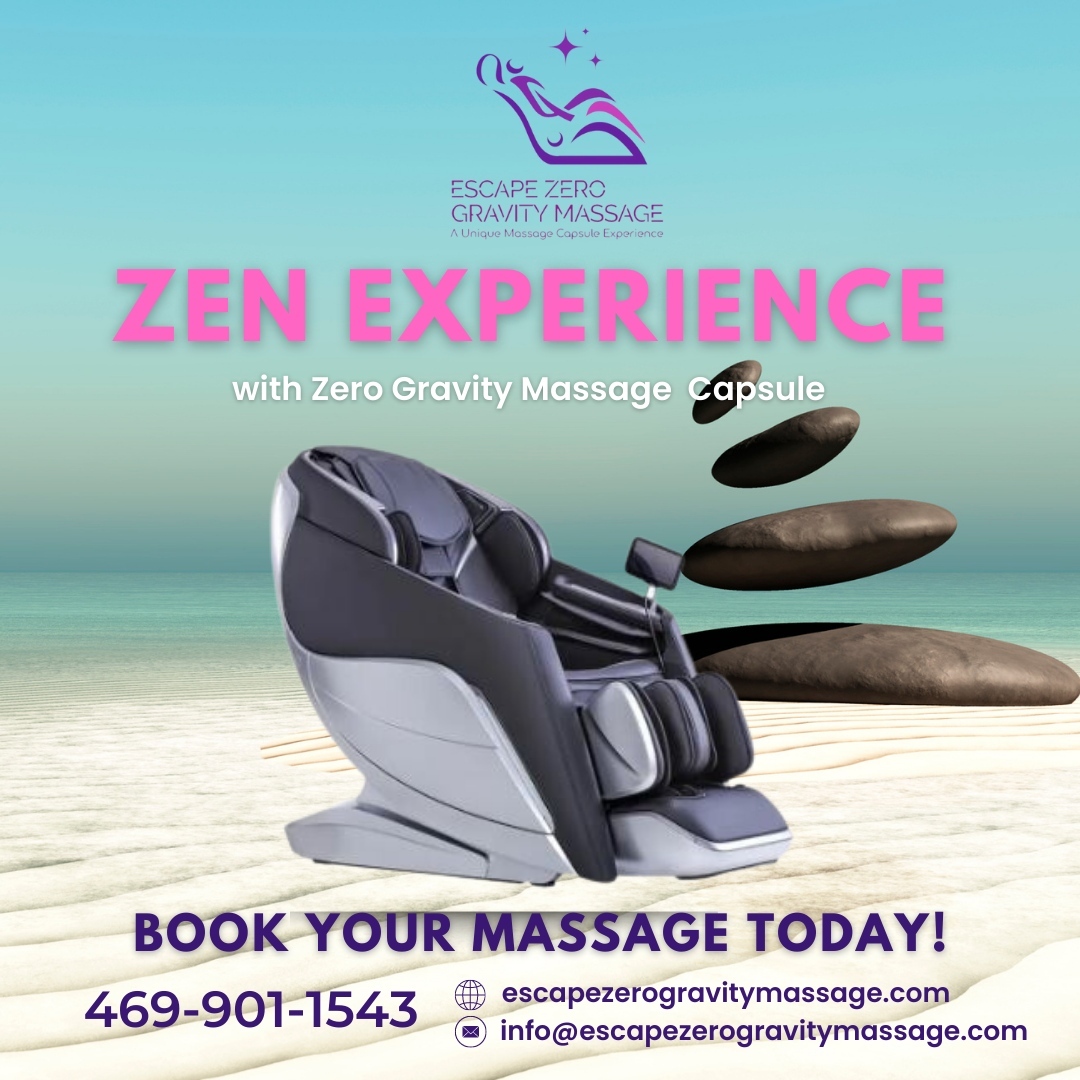 ESCAPE ZERO
GRAVITY MASSAGE
A Unique Massage Capsule Experience
ZEN EXPERIENCE
with Zero Gravity Massage Capsule
BOOK YOUR MASSAGE TODAY!
469-901-1543
escapezerogravitymassage.com
info@escapezerogravitymassage.com